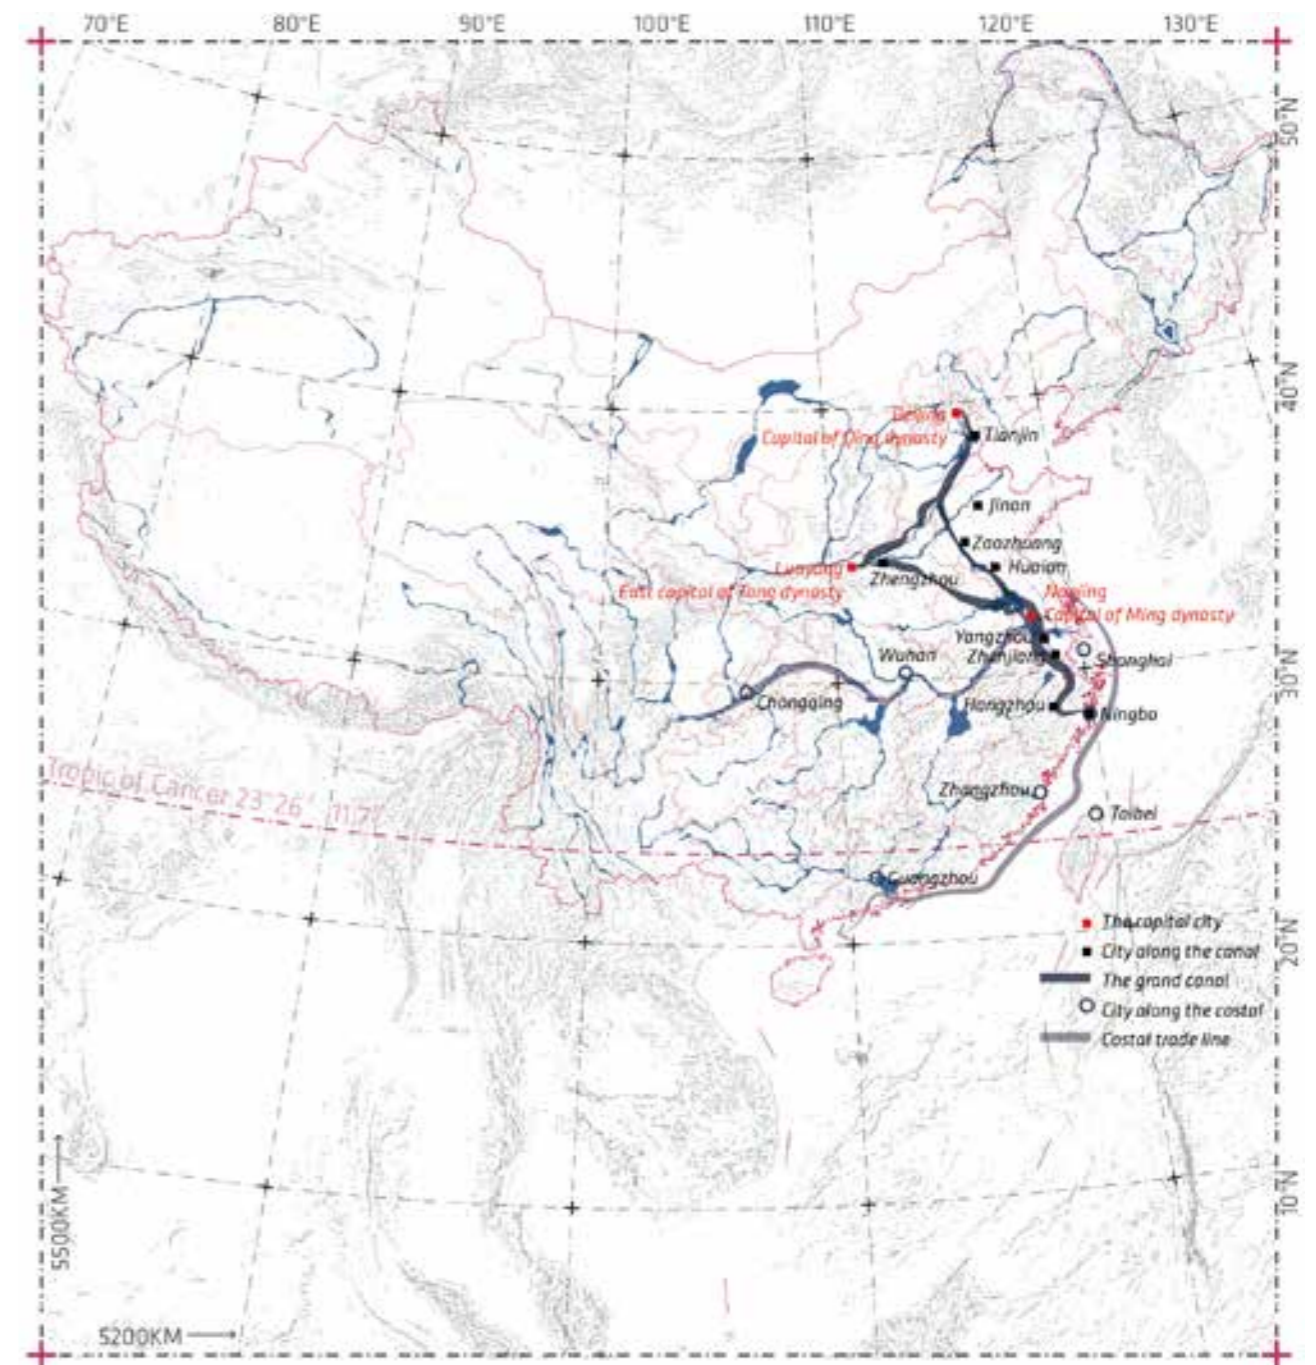 70°E 80°E 90°E 100°E 110°E 120°E 130°E
50°N
40°N
Beijing
Capital of Qing dynasty
Tianjin
Jinan
Zaozhuang
Huaian
Luoyang
Zhengzhou
East capital of Tang dynasty
Nanjing
Capital of Ming dynasty
Yangzhou
Zhenjiang
Wuhan
Shanghai
30°N
Chongqing
Hangzhou
Ningbo
Tropic of Cancer 23°26' 11.7"
Zhangzhou
Taibei
Guangzhou
The capital city
City along the canal
20°N
The grand canal
City along the costal
Costal trade line
10°N
5500KM
5200KM